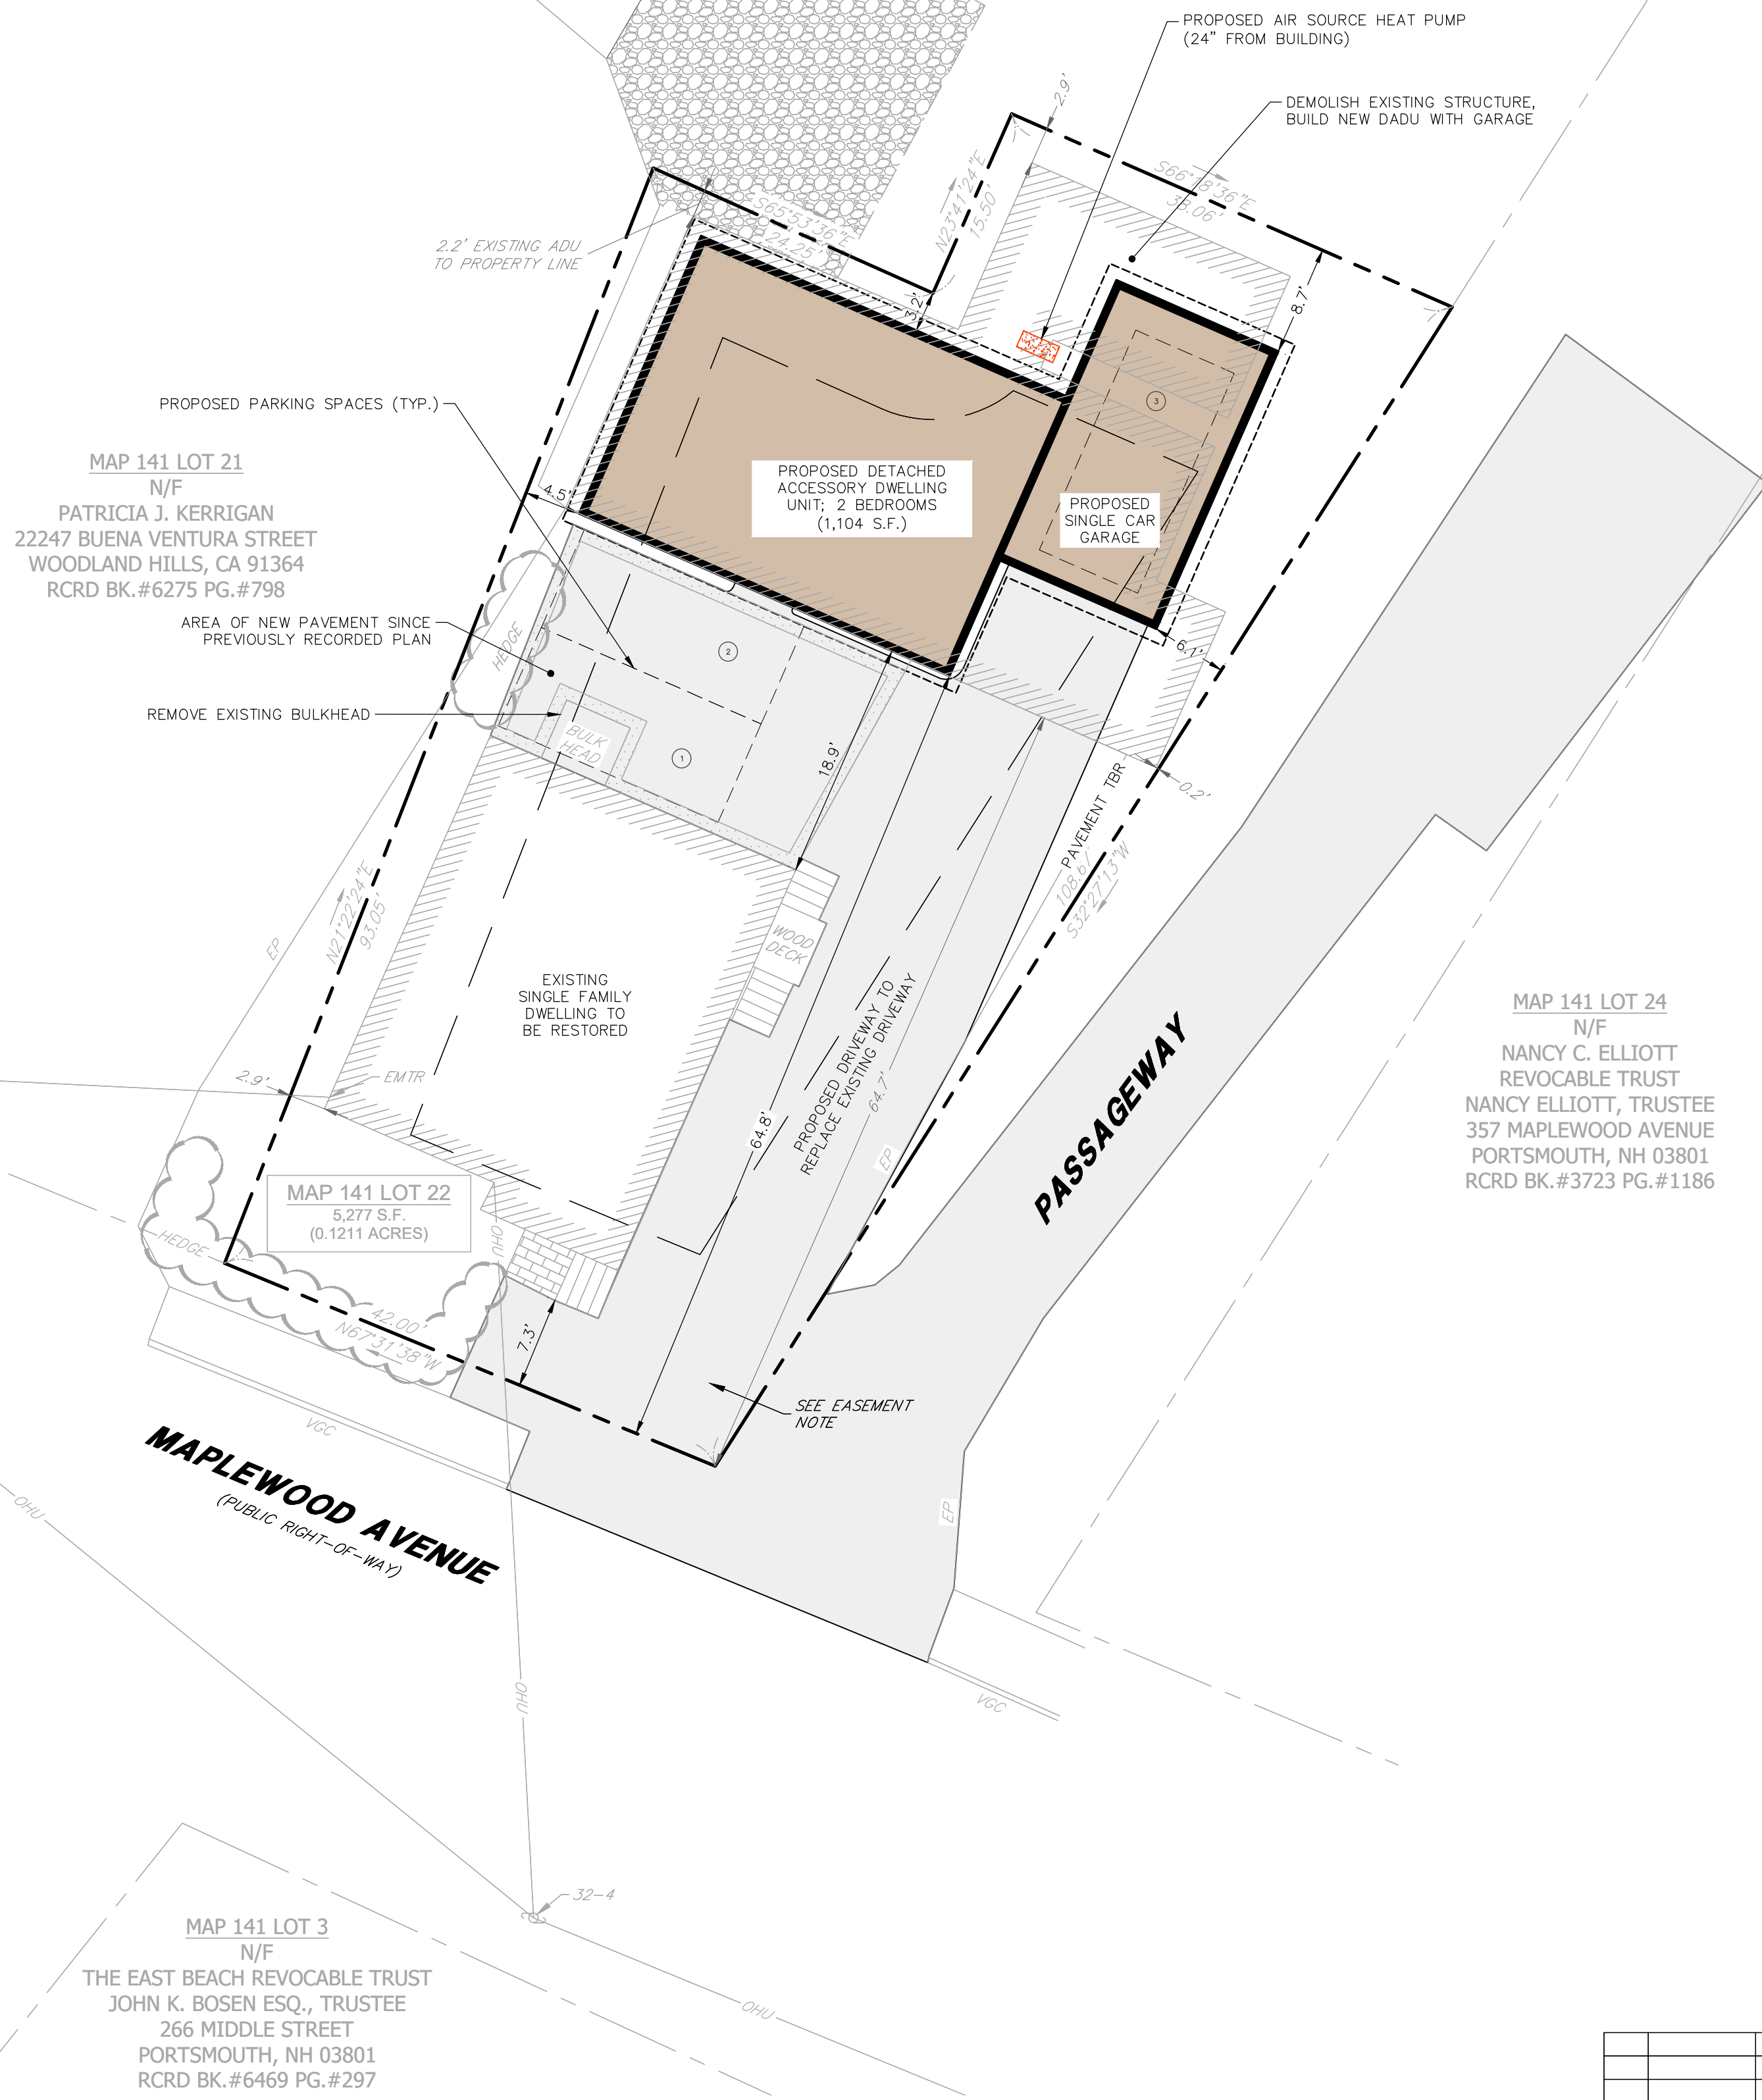 PROPOSED AIR SOURCE HEAT PUMP
(24" FROM BUILDING)
2.9'
DEMOLISH EXISTING STRUCTURE,
BUILD NEW DADU WITH GARAGE
S66°18'36"E
N23°41'24"E
15.50'
S65°53'36"E
24.25'
2.2' EXISTING ADU
TO PROPERTY LINE
3.2'
8.7'
PROPOSED PARKING SPACES (TYP.)
3
MAP 141 LOT 21
N/F
PATRICIA J. KERRIGAN
22247 BUENA VENTURA STREET
WOODLAND HILLS, CA 91364
RCRD BK.#6275 PG.#798
4.5'
PROPOSED DETACHED
ACCESSORY DWELLING
UNIT; 2 BEDROOMS
(1,104 S.F.)
PROPOSED
SINGLE CAR
GARAGE
AREA OF NEW PAVEMENT SINCE
PREVIOUSLY RECORDED PLAN
HEDGE
2
6.1'
REMOVE EXISTING BULKHEAD
BULK
HEAD
1
18.9'
0.2'
PAVEMENT TBR
S32°27'13"W
N21°22'24"E
93.05'
EP
WOOD
DECK
EXISTING
SINGLE FAMILY
DWELLING TO
BE RESTORED
PROPOSED DRIVEWAY TO
REPLACE EXISTING DRIVEWAY
64.7'
64.8'
PASSAGEWAY
MAP 141 LOT 24
N/F
NANCY C. ELLIOTT
REVOCABLE TRUST
NANCY ELLIOTT, TRUSTEE
357 MAPLEWOOD AVENUE
PORTSMOUTH, NH 03801
RCRD BK.#3723 PG.#1186
2.9'
EMTR
EP
MAP 141 LOT 22
5,277 S.F.
(0.1211 ACRES)
HEDGE
OHU
42.00'
N67°31'38"W
7.3'
SEE EASEMENT
NOTE
VGC
MAPLEWOOD AVENUE
(PUBLIC RIGHT-OF-WAY)
OHU
EP
OHU
VGC
32-4
MAP 141 LOT 3
N/F
THE EAST BEACH REVOCABLE TRUST
JOHN K. BOSEN ESQ., TRUSTEE
266 MIDDLE STREET
PORTSMOUTH, NH 03801
RCRD BK.#6469 PG.#297
OHU